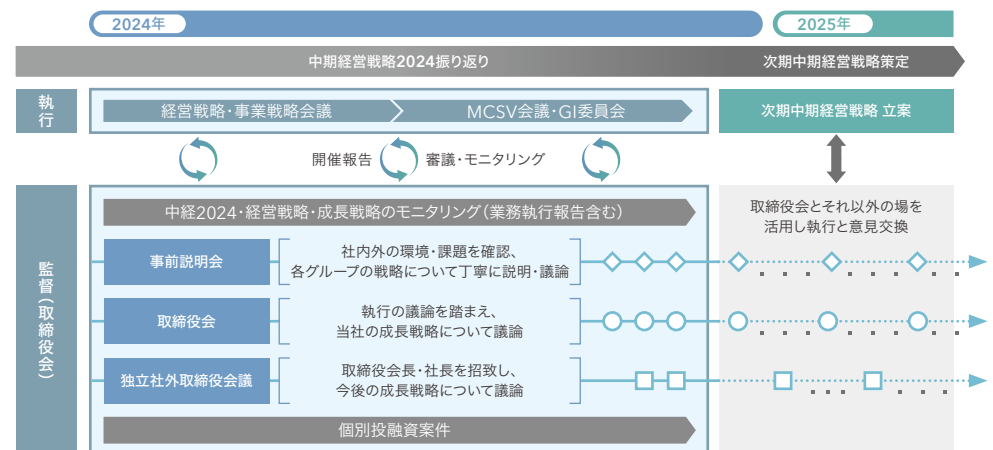 2024年
2025年
中期経営戦略2024振り返り
次期中期経営戦略策定
執行
経営戦略・事業戦略会議
MCSV会議・GI委員会
次期中期経営戦略 立案
開催報告
審議・モニタリング
監督(取締役会)
中経2024・経営戦略・成長戦略のモニタリング(業務執行報告含む)
取締役会とそれ以外の場を
活用し執行と意見交換
事前説明会
社内外の環境・課題を確認、
各グループの戦略について丁寧に説明・議論
取締役会
執行の議論を踏まえ、
当社の成長戦略について議論
独立社外取締役会議
取締役会長・社長を招致し、
今後の成長戦略について議論
個別投融資案件